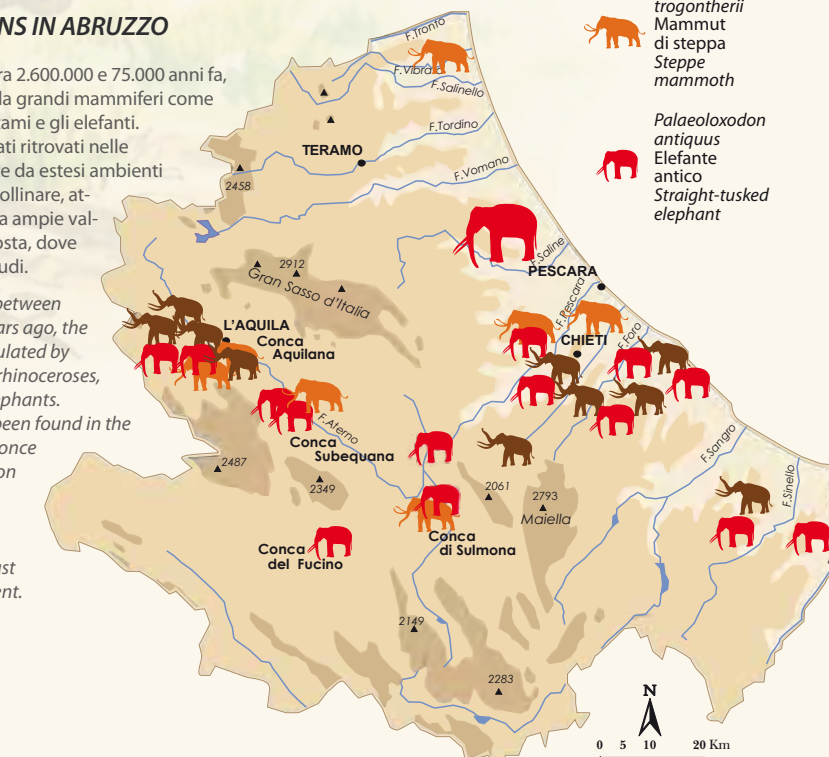 NS IN ABRUZZO
ra 2.600.000 e 75.000 anni fa,
da grandi mammiferi come
tami e gli elefanti.
ati ritrovati nelle
te da estesi ambienti
ollinare, at-
a ampie val-
osta, dove
udi.
between
ars ago, the
ulated by
rhinoceroses,
ephants.
been found in the
once
on
ast
ent.
trogontherii
Mammut
di steppa
Steppe
mammoth
Palaeoloxodon
antiquus
Elefante
antico
Straight-tusked
elephant
F.Tronto
F.Vibrata
F.Salinello
F.Tordino
TERAMO
F.Vomano
2458
F.Saline
PESCARA
2912
Gran Sasso d'Italia
F.Pescara
L'AQUILA
Conca
Aquilana
CHIETI
F.Foro
F.Aterno
Conca
Subequana
F.Sangro
F.Sinello
2487
2349
2061
2793
Maiella
Conca
di Sulmona
Conca
del Fucino
2149
2283
N
0 5 10 20 Km